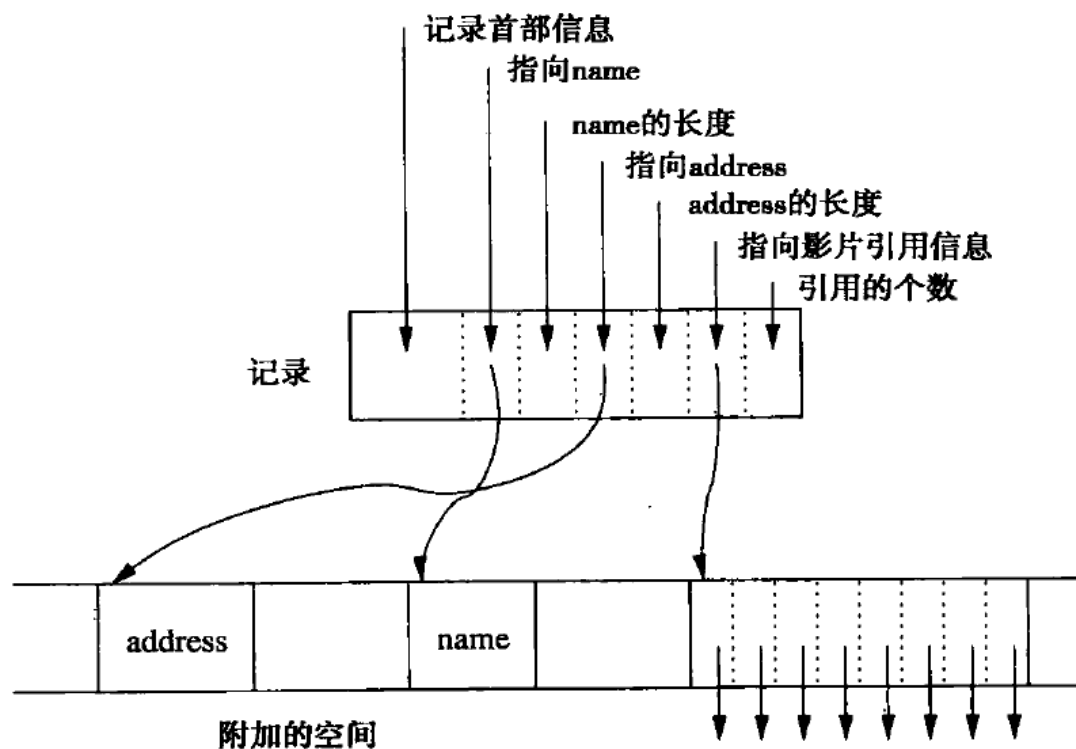 记录首部信息
指向name
name的长度
指向address
address的长度
指向影片引用信息
引用的个数
记录
address
name
附加的空间